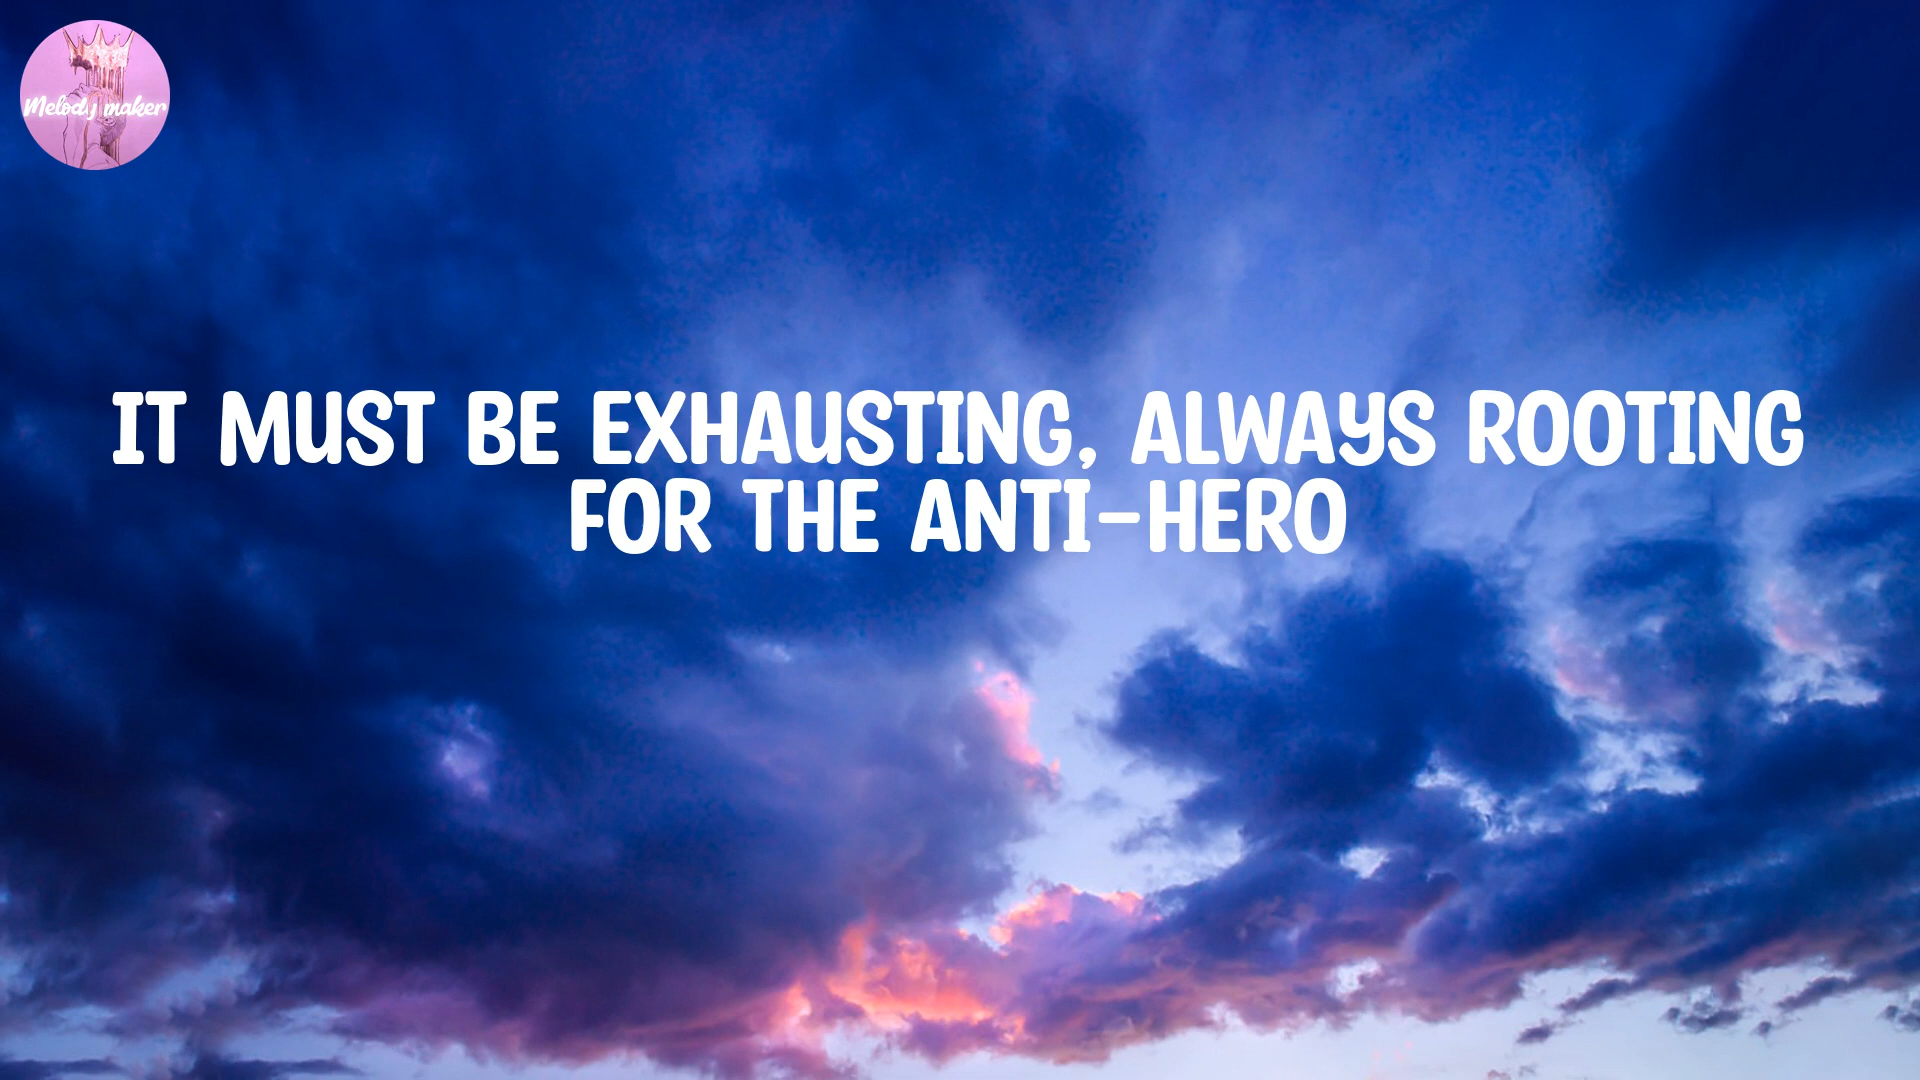 Melody maker
IT MUST BE EXHAUSTING, ALWAYS ROOTING
FOR THE ANTI-HERO